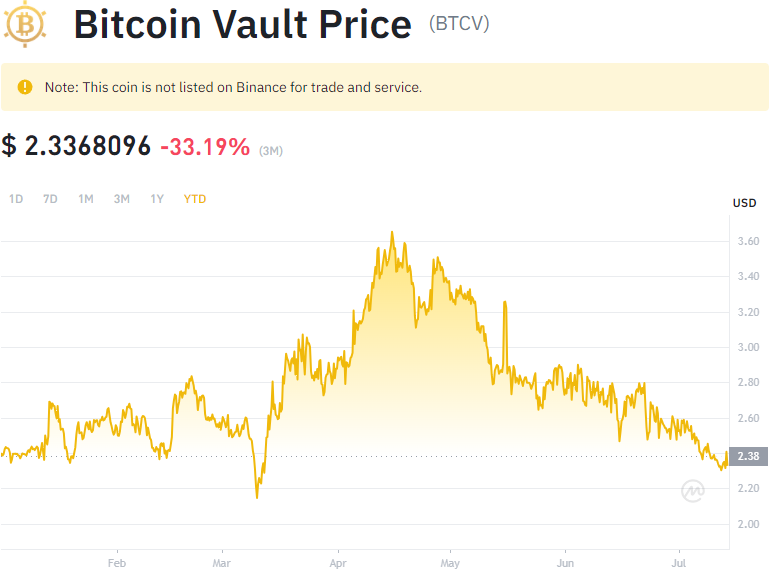 Bitcoin Vault Price (BTCV)
Note: This coin is not listed on Binance for trade and service.
$ 2.3368096 -33.19% (3M)
1D 7D 1M 3M 1Y YTD
USD
3.60
3.40
3.20
3.00
2.80
2.60
2.38
2.20
2.00
Feb Mar Apr May Jun Jul